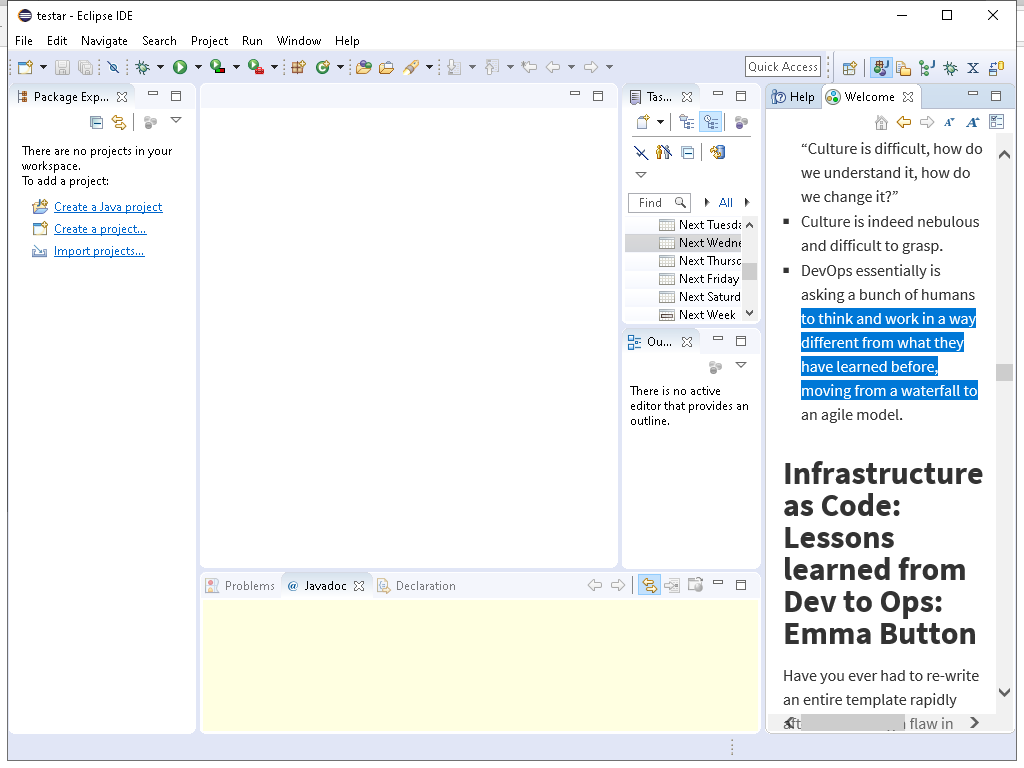 testar - Eclipse IDE
File Edit Navigate Search Project Run Window Help
Quick Access
Package Exp...
There are no projects in your
workspace.
To add a project:
Create a Java project
Create a project...
Import projects...
Tas...
Find All
Next Tuesda
Next Wedne
Next Thursd
Next Friday
Next Saturd
Next Week
Ou...
There is no active
editor that provides an
outline.
Problems @ Javadoc Declaration
Help Welcome
“Culture is difficult, how do
we understand it, how do
we change it?”
Culture is indeed nebulous
and difficult to grasp.
DevOps essentially is
asking a bunch of humans
to think and work in a way
different from what they
have learned before,
moving from a waterfall to
an agile model.
Infrastructure
as Code:
Lessons
learned from
Dev to Ops:
Emma Button
Have you ever had to re-write
an entire template rapidly
flaw in